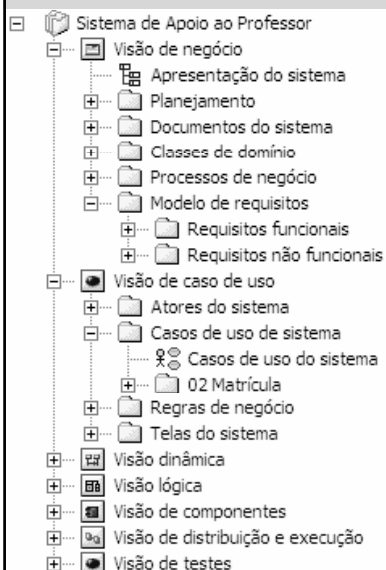 Sistema de Apoio ao Professor
Visão de negócio
Apresentação do sistema
Planejamento
Documentos do sistema
Classes de domínio
Processos de negócio
Modelo de requisitos
Requisitos funcionais
Requisitos não funcionais
Visão de caso de uso
Atores do sistema
Casos de uso de sistema
Casos de uso do sistema
02 Matrícula
Regras de negócio
Telas do sistema
Visão dinâmica
Visão lógica
Visão de componentes
Visão de distribuição e execução
Visão de testes